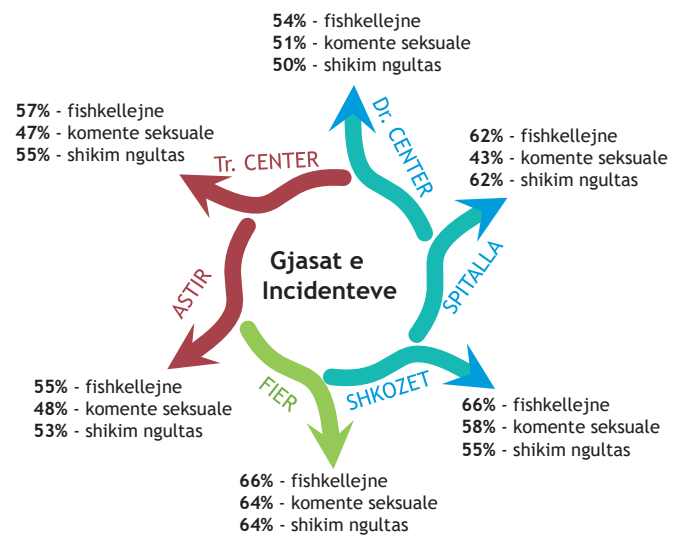 54% - fishkellejne
51% - komente seksuale
50% - shikim ngultas
Dr. CENTER
57% - fishkellejne
47% - komente seksuale
55% - shikim ngultas
Tr. CENTER
62% - fishkellejne
43% - komente seksuale
62% - shikim ngultas
SPITALLA
Gjasat e
Incidenteve
ASTIR
55% - fishkellejne
48% - komente seksuale
53% - shikim ngultas
FIER
SHKOZET
66% - fishkellejne
58% - komente seksuale
55% - shikim ngultas
66% - fishkellejne
64% - komente seksuale
64% - shikim ngultas